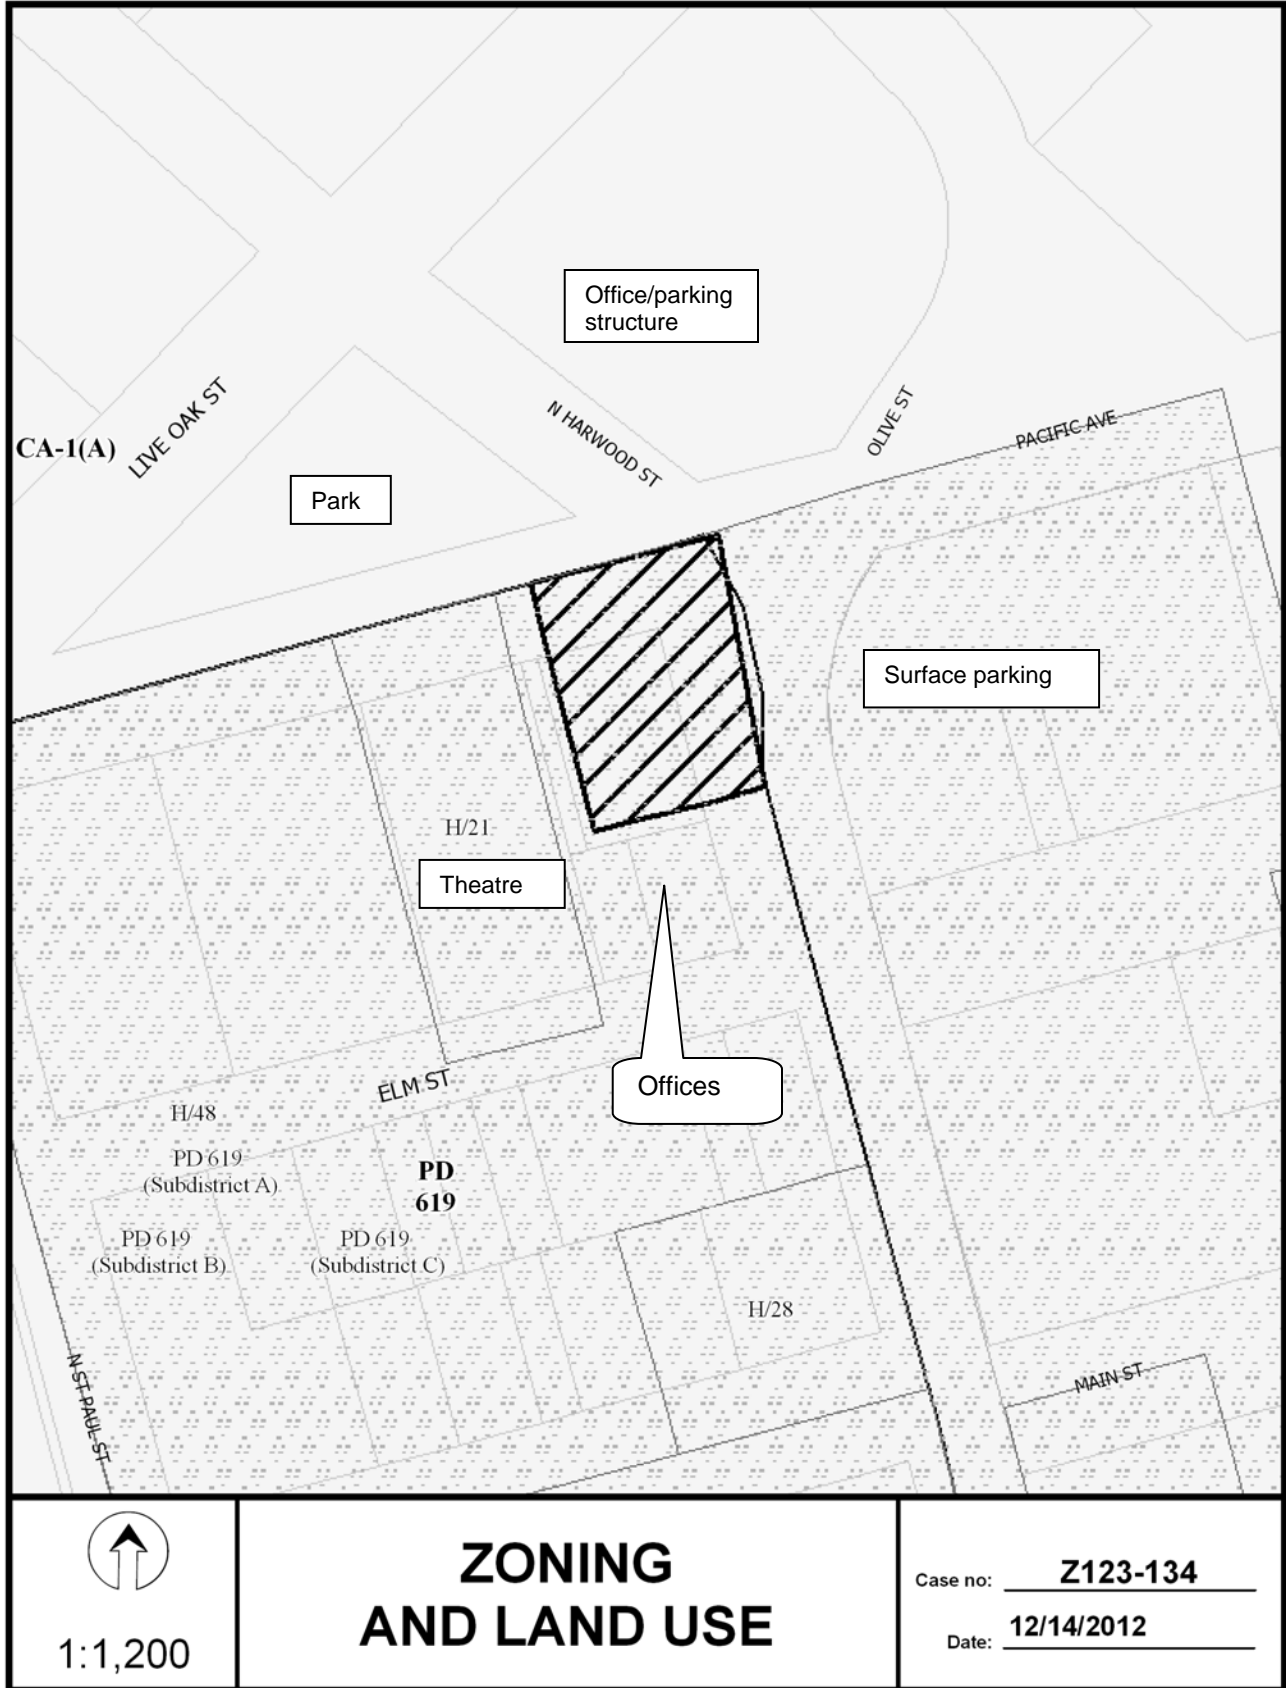 Office/parking
structure
LIVE OAK ST
N HARWOOD ST
OLIVE ST
PACIFIC AVE
CA-1(A)
Park
Surface parking
H/21
Theatre
Offices
ELM ST
H/48
PD 619
(Subdistrict A)
PD
619
PD 619
(Subdistrict B)
PD 619
(Subdistrict C)
H/28
N ST PAUL ST
MAIN ST
1:1,200
ZONING
AND LAND USE
Case no: Z123-134
Date: 12/14/2012